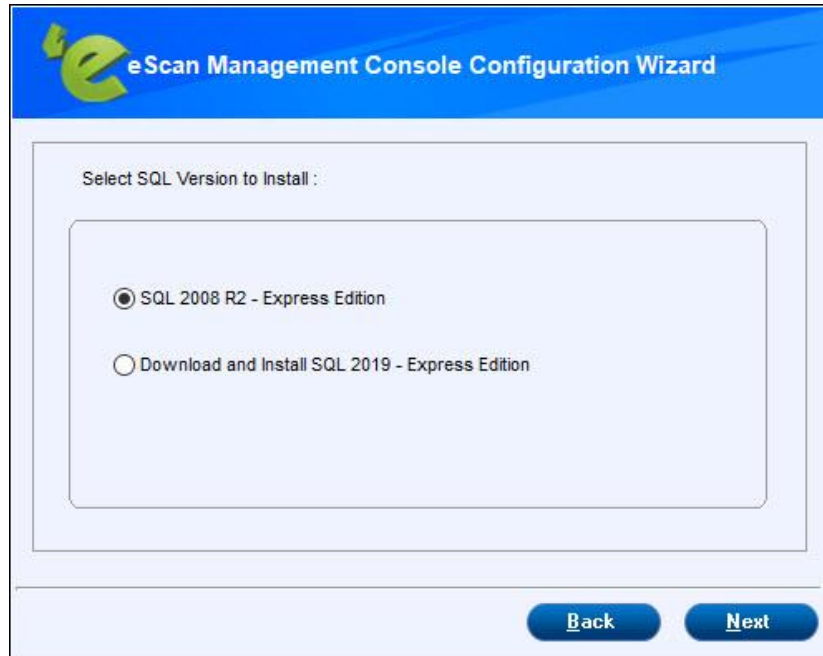 eScan Management Console Configuration Wizard
Select SQL Version to Install :
SQL 2008 R2 - Express Edition
Download and Install SQL 2019 - Express Edition
Back Next